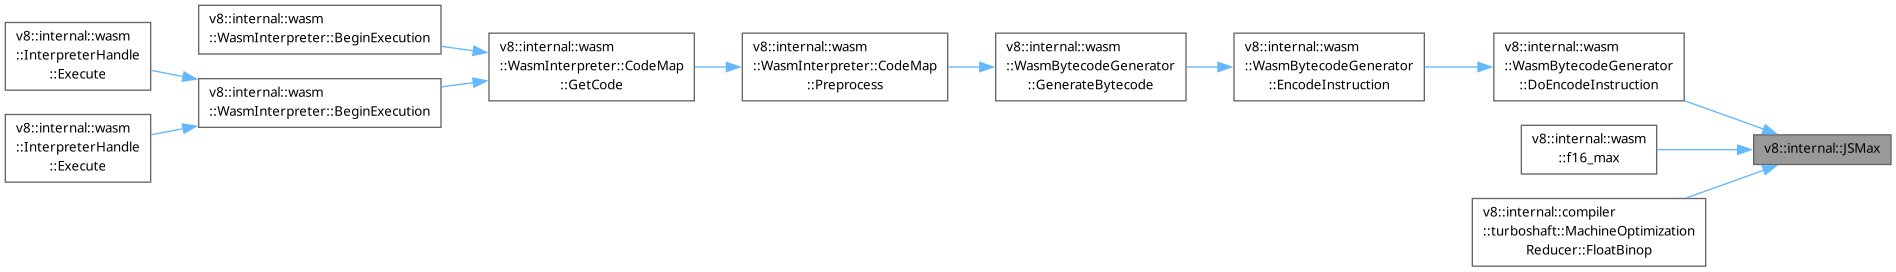 v8::internal::wasm
::InterpreterHandle
::Execute
v8::internal::wasm
::InterpreterHandle
::Execute
v8::internal::wasm
::WasmInterpreter::BeginExecution
v8::internal::wasm
::WasmInterpreter::BeginExecution
v8::internal::wasm
::WasmInterpreter::CodeMap
::GetCode
v8::internal::wasm
::WasmInterpreter::CodeMap
::Preprocess
v8::internal::wasm
::WasmBytecodeGenerator
::GenerateBytecode
v8::internal::wasm
::WasmBytecodeGenerator
::EncodeInstruction
v8::internal::wasm
::WasmBytecodeGenerator
::DoEncodeInstruction
v8::internal::wasm
::f16_max
v8::internal::compiler
::turboshaft::MachineOptimization
Reducer::FloatBinop
v8::internal::JSMax